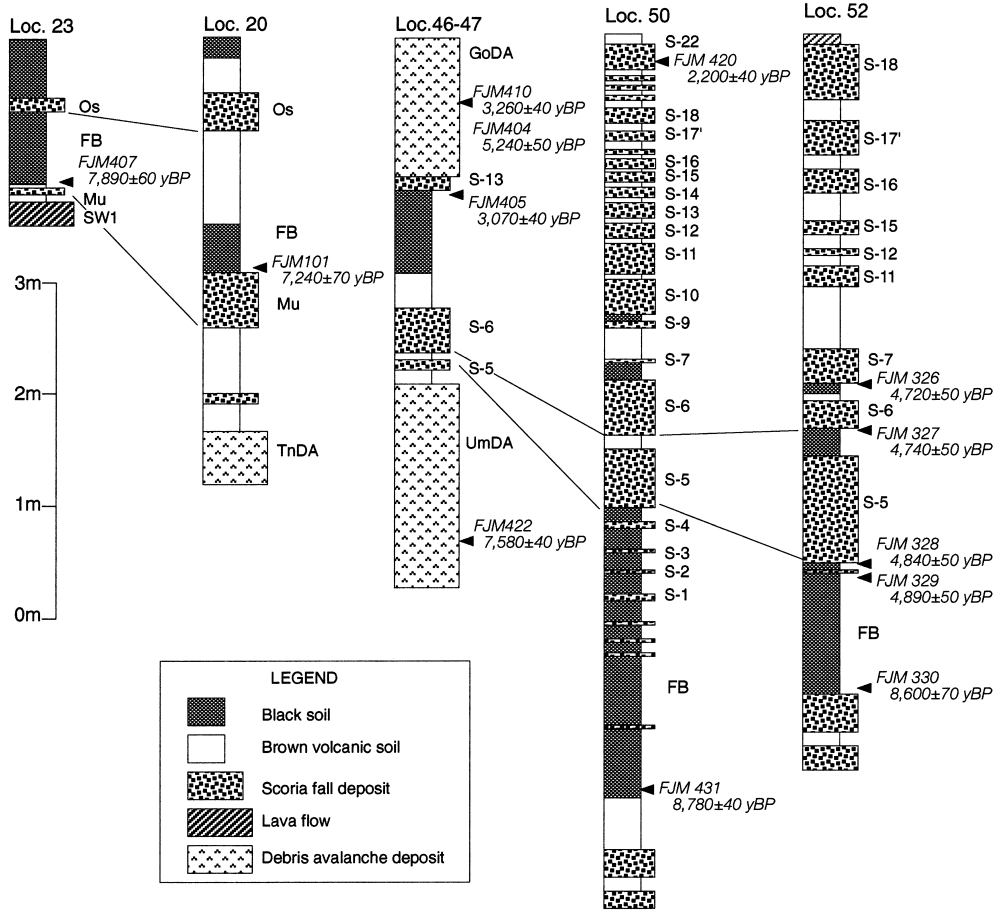 Loc. 23
Os
FB
FJM407
7,890±60 yBP
Mu
SW1
3m
2m
1m
0m
Loc. 20
Os
FB
FJM101
7,240±70 yBP
Mu
TnDA
Loc.46-47
GoDA
FJM410
3,260±40 yBP
FJM404
5,240±50 yBP
S-13
FJM405
3,070±40 yBP
S-6
S-5
UmDA
FJM422
7,580±40 yBP
Loc. 50
S-22
FJM 420
2,200±40 yBP
S-18
S-17'
S-16
S-15
S-14
S-13
S-12
S-11
S-10
S-9
S-7
S-6
S-5
S-4
S-3
S-2
S-1
FB
FJM 431
8,780±40 yBP
Loc. 52
S-18
S-17'
S-16
S-15
S-12
S-11
S-7
FJM 326
4,720±50 yBP
S-6
FJM 327
4,740±50 yBP
S-5
FJM 328
4,840±50 yBP
FJM 329
4,890±50 yBP
FB
FJM 330
8,600±70 yBP
LEGEND
Black soil
Brown volcanic soil
Scoria fall deposit
Lava flow
Debris avalanche deposit